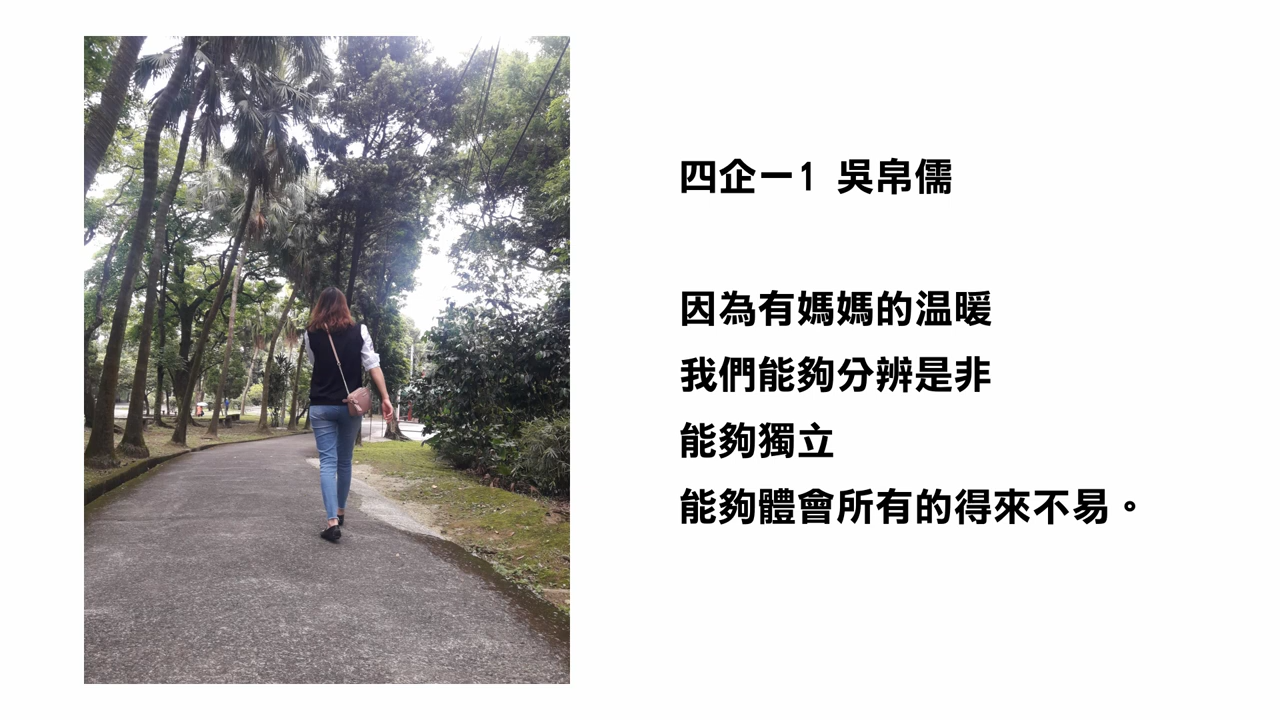 四企一1 吳帛儒
因為有媽媽的温暖
我們能夠分辨是非
能夠獨立
能夠體會所有的得來不易。